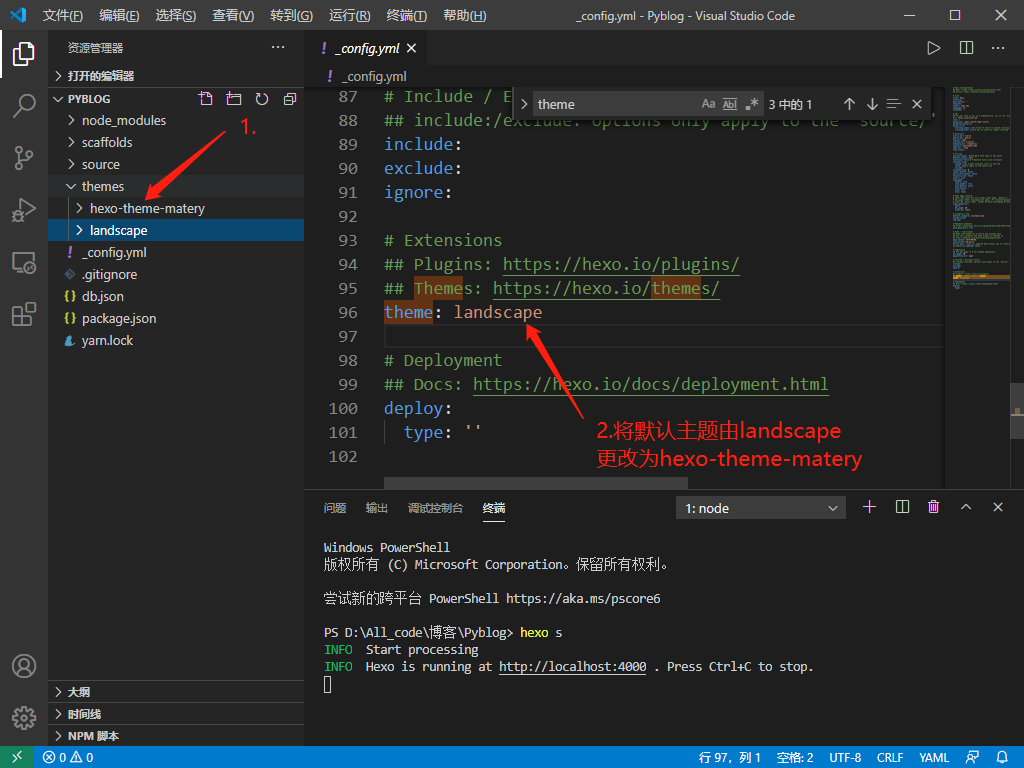 文件(F) 编辑(E) 选择(S) 查看(V) 转到(G) 运行(R) 终端(T) 帮助(H) _config.yml - Pyblog - Visual Studio Code
资源管理器
打开的编辑器
PYBLOG
node_modules
scaffolds
source
themes
hexo-theme-matery
landscape
! _config.yml
.gitignore
{} db.json
{} package.json
yarn.lock
1.
大纲
时间线
NPM 脚本
! _config.yml
! _config.yml
theme Aa Abl .* 3 中的 1
87 # Include / E
88 ## include:/exclude: options only apply to the 'source/'
89 include:
90 exclude:
91 ignore:
92
93 # Extensions
94 ## Plugins: https://hexo.io/plugins/
95 ## Themes: https://hexo.io/themes/
96 theme: landscape
97
98 # Deployment
99 ## Docs: https://hexo.io/docs/deployment.html
100 deploy:
101 type: ''
102
2.将默认主题由landscape
更改为hexo-theme-matery
问题 输出 调试控制台 终端 1: node
Windows PowerShell
版权所有 (C) Microsoft Corporation。保留所有权利。
尝试新的跨平台 PowerShell https://aka.ms/pscore6
PS D:\All_code\博客\Pyblog> hexo s
INFO Start processing
INFO Hexo is running at http://localhost:4000 . Press Ctrl+C to stop.
0 0 行 97，列 1 空格: 2 UTF-8 CRLF YAML